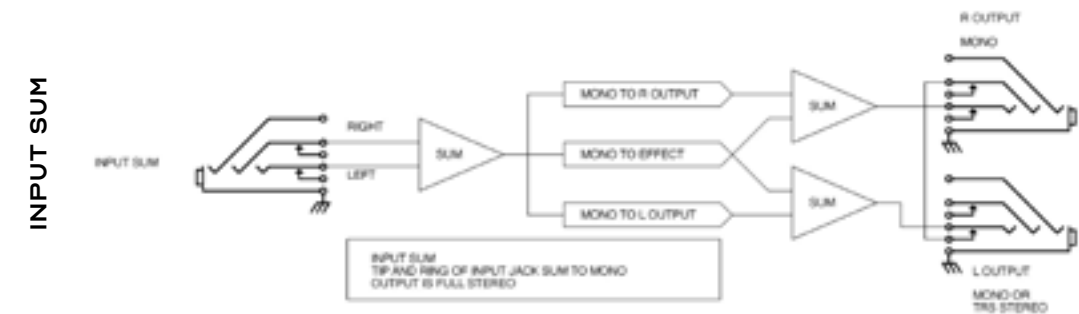 INPUT SUM
INPUT SUM
RIGHT
LEFT
SUM
MONO TO R OUTPUT
MONO TO EFFECT
MONO TO L OUTPUT
SUM
SUM
R OUTPUT
MONO
L OUTPUT
MONO OR
TRS STEREO
INPUT SUM
TIP AND RING OF INPUT JACK SUM TO MONO
OUTPUT IS FULL STEREO